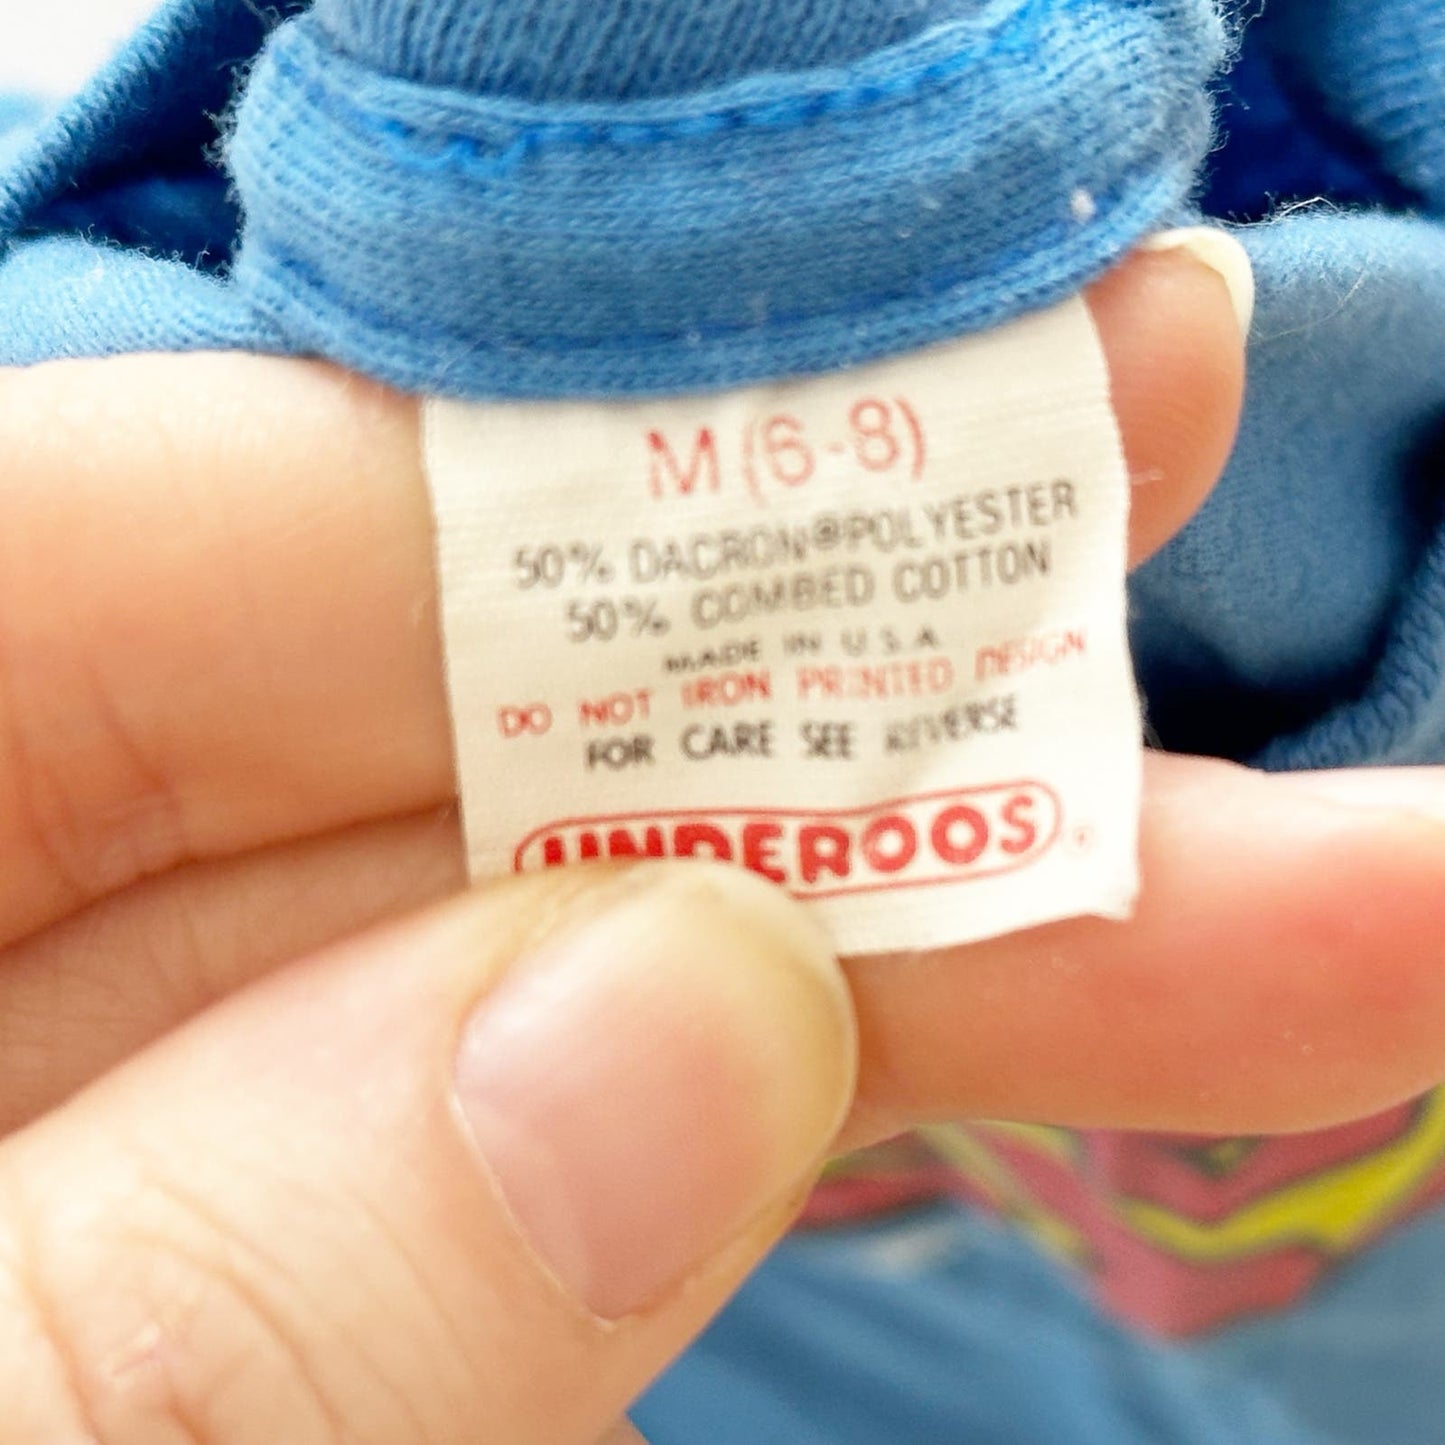 M (6-8)
50% DACRON®POLYESTER
50% COMBED COTTON
MADE IN U.S.A.
DO NOT IRON PRINTED DESIGN
FOR CARE SEE REVERSE
UNDEROOS®